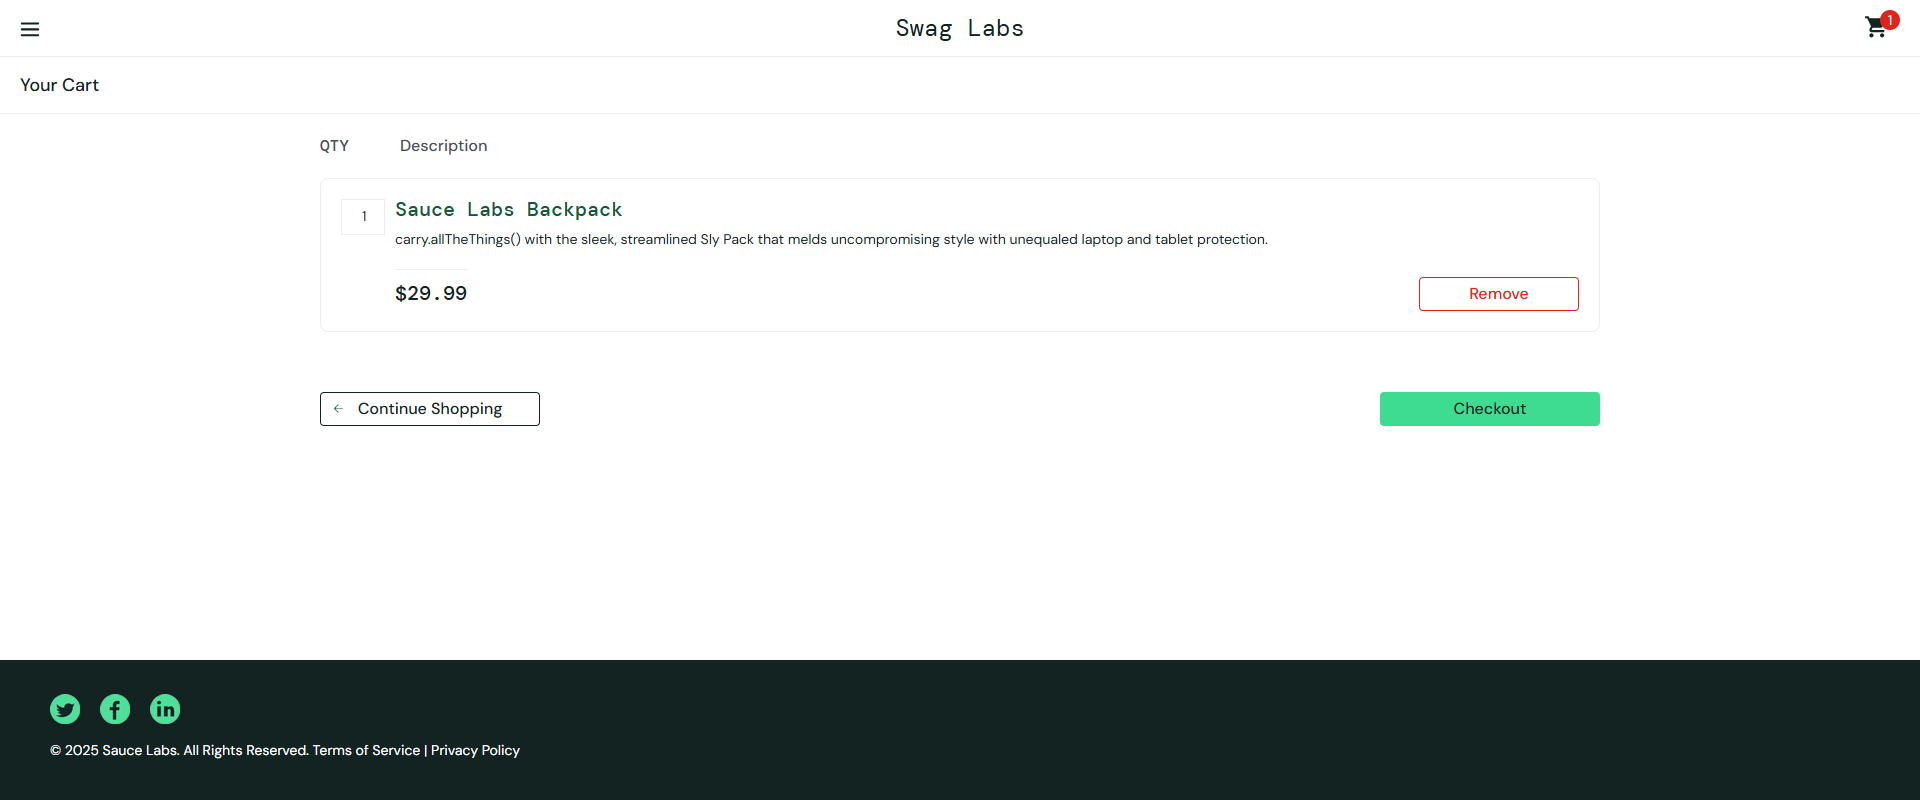 Swag Labs
1
Your Cart
QTY Description
1 Sauce Labs Backpack
carry.allTheThings() with the sleek, streamlined Sly Pack that melds uncompromising style with unequaled laptop and tablet protection.
$29.99 Remove
Continue Shopping Checkout
© 2025 Sauce Labs. All Rights Reserved. Terms of Service | Privacy Policy